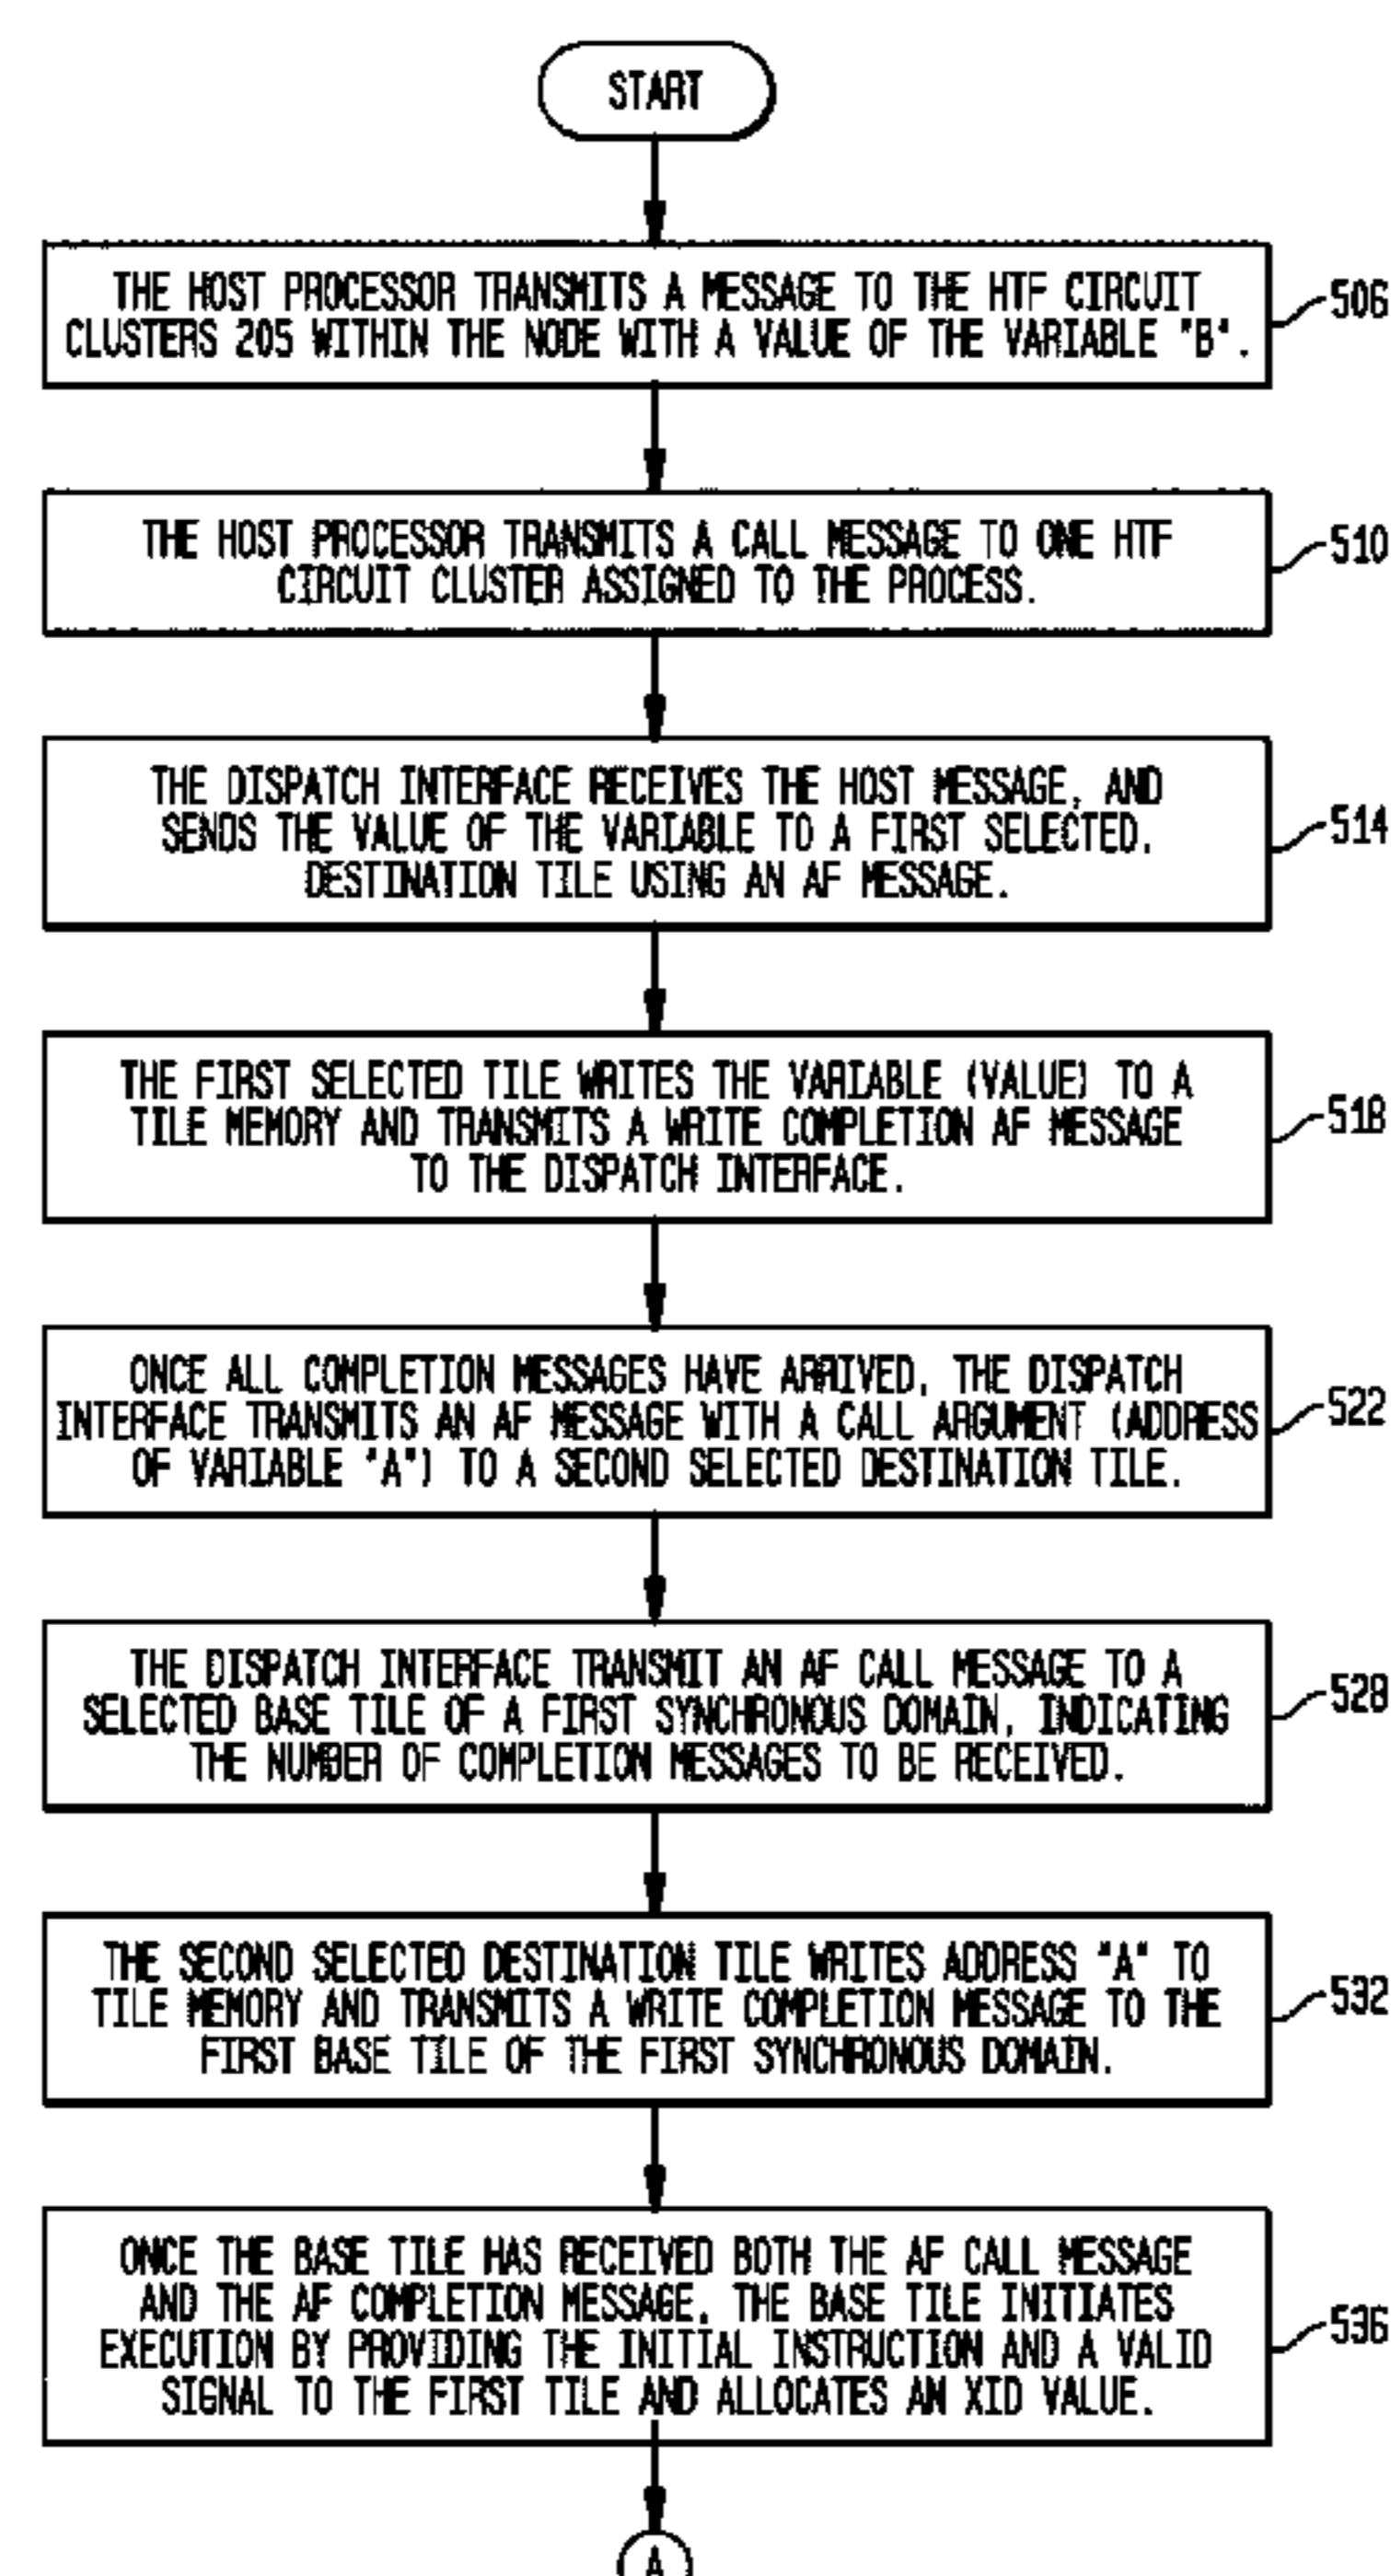 START
THE HOST PROCESSOR TRANSMITS A MESSAGE TO THE HTF CIRCUIT
CLUSTERS 205 WITHIN THE NODE WITH A VALUE OF THE VARIABLE "B".
506
THE HOST PROCESSOR TRANSMITS A CALL MESSAGE TO ONE HTF
CIRCUIT CLUSTER ASSIGNED TO THE PROCESS.
510
THE DISPATCH INTERFACE RECEIVES THE HOST MESSAGE, AND
SENDS THE VALUE OF THE VARIABLE TO A FIRST SELECTED,
DESTINATION TILE USING AN AF MESSAGE.
514
THE FIRST SELECTED TILE WRITES THE VARIABLE (VALUE) TO A
TILE MEMORY AND TRANSMITS A WRITE COMPLETION AF MESSAGE
TO THE DISPATCH INTERFACE.
518
ONCE ALL COMPLETION MESSAGES HAVE ARRIVED, THE DISPATCH
INTERFACE TRANSMITS AN AF MESSAGE WITH A CALL ARGUMENT (ADDRESS
OF VARIABLE "A") TO A SECOND SELECTED DESTINATION TILE.
522
THE DISPATCH INTERFACE TRANSMIT AN AF CALL MESSAGE TO A
SELECTED BASE TILE OF A FIRST SYNCHRONOUS DOMAIN, INDICATING
THE NUMBER OF COMPLETION MESSAGES TO BE RECEIVED.
528
THE SECOND SELECTED DESTINATION TILE WRITES ADDRESS "A" TO
TILE MEMORY AND TRANSMITS A WRITE COMPLETION MESSAGE TO THE
FIRST BASE TILE OF THE FIRST SYNCHRONOUS DOMAIN.
532
ONCE THE BASE TILE HAS RECEIVED BOTH THE AF CALL MESSAGE
AND THE AF COMPLETION MESSAGE, THE BASE TILE INITIATES
EXECUTION BY PROVIDING THE INITIAL INSTRUCTION AND A VALID
SIGNAL TO THE FIRST TILE AND ALLOCATES AN XID VALUE.
536
A